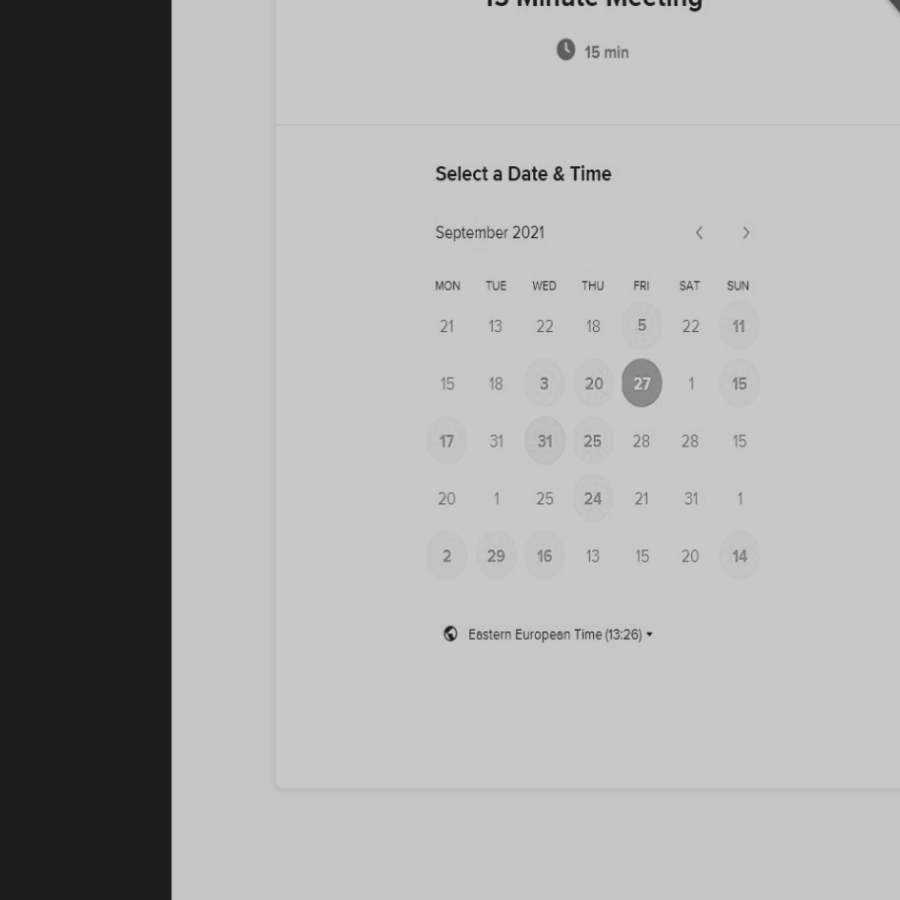 15 Minute Meeting
15 min
Select a Date & Time
September 2021
MON TUE WED THU FRI SAT SUN
21 13 22 18 5 22 11
15 18 3 20 27 1 15
17 31 31 25 28 28 15
20 1 25 24 21 31 1
2 29 16 13 15 20 14
Eastern European Time (13:26)